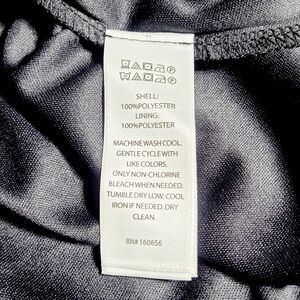 SHELL:
100%POLYESTER
LINING:
100%POLYESTER
MACHINE WASH COOL.
GENTLE CYCLE WITH
LIKE COLORS.
ONLY NON-CHLORINE
BLEACH WHEN NEEDED.
TUMBLE DRY LOW. COOL
IRON IF NEEDED. DRY
CLEAN.
RN# 160656